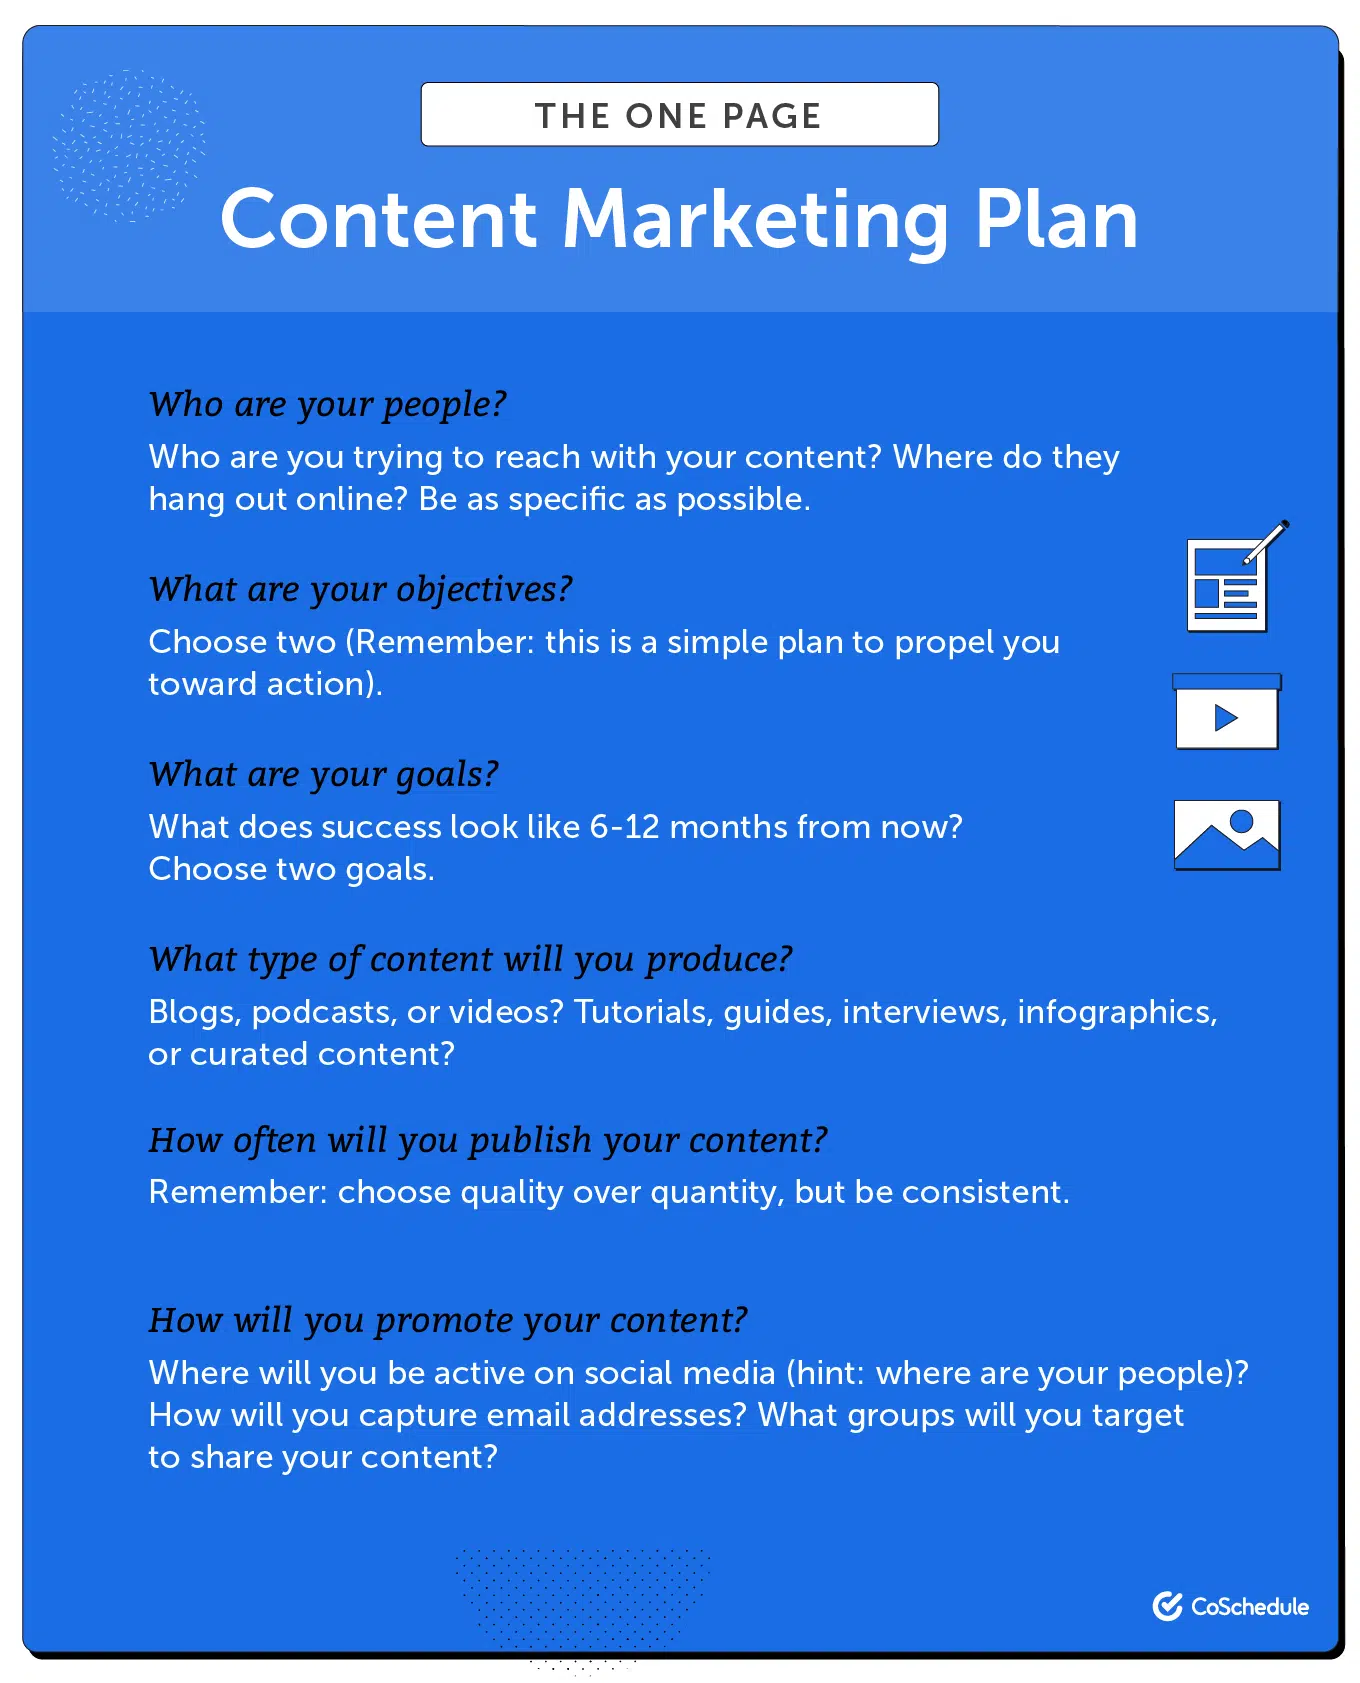 THE ONE PAGE
Content Marketing Plan
Who are your people?
Who are you trying to reach with your content? Where do they
hang out online? Be as specific as possible.
What are your objectives?
Choose two (Remember: this is a simple plan to propel you
toward action).
What are your goals?
What does success look like 6-12 months from now?
Choose two goals.
What type of content will you produce?
Blogs, podcasts, or videos? Tutorials, guides, interviews, infographics,
or curated content?
How often will you publish your content?
Remember: choose quality over quantity, but be consistent.
How will you promote your content?
Where will you be active on social media (hint: where are your people)?
How will you capture email addresses? What groups will you target
to share your content?
CoSchedule